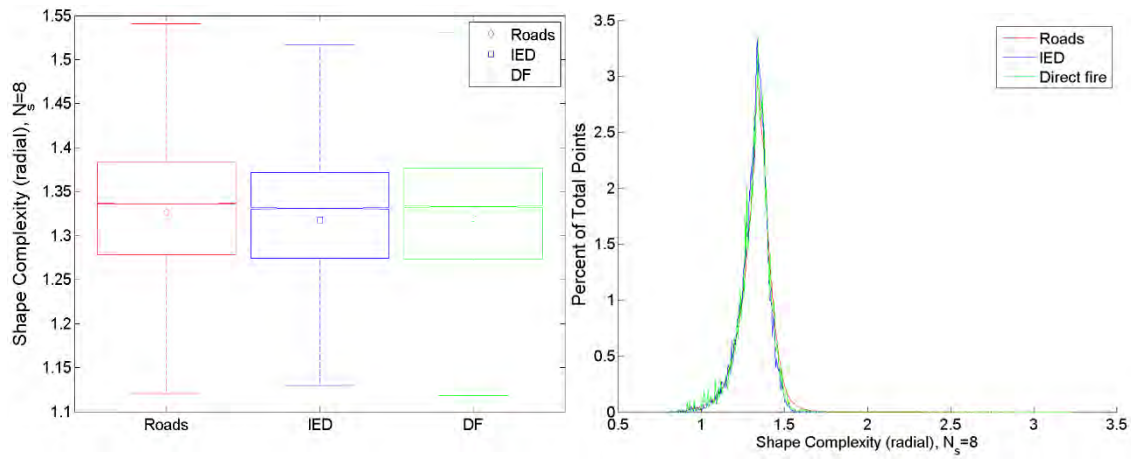 Shape Complexity (radial), N_s=8
1.55
1.5
1.45
1.4
1.35
1.3
1.25
1.2
1.15
1.1
Roads
IED
DF
Roads IED DF
Percent of Total Points
3.5
3
2.5
2
1.5
1
0.5
0
Roads
IED
Direct fire
0.5 1 1.5 2 2.5 3 3.5
Shape Complexity (radial), N_s=8